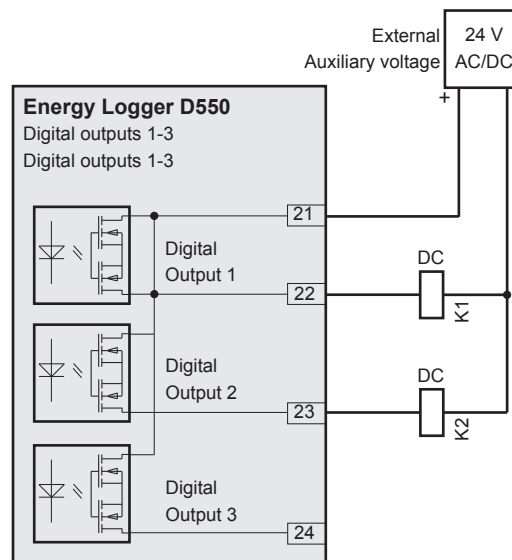 External
Auxiliary voltage
24 V
AC/DC
+
Energy Logger D550
Digital outputs 1-3
Digital outputs 1-3
21
Digital
Output 1
DC
22
K1
Digital
Output 2
DC
23
K2
Digital
Output 3
24